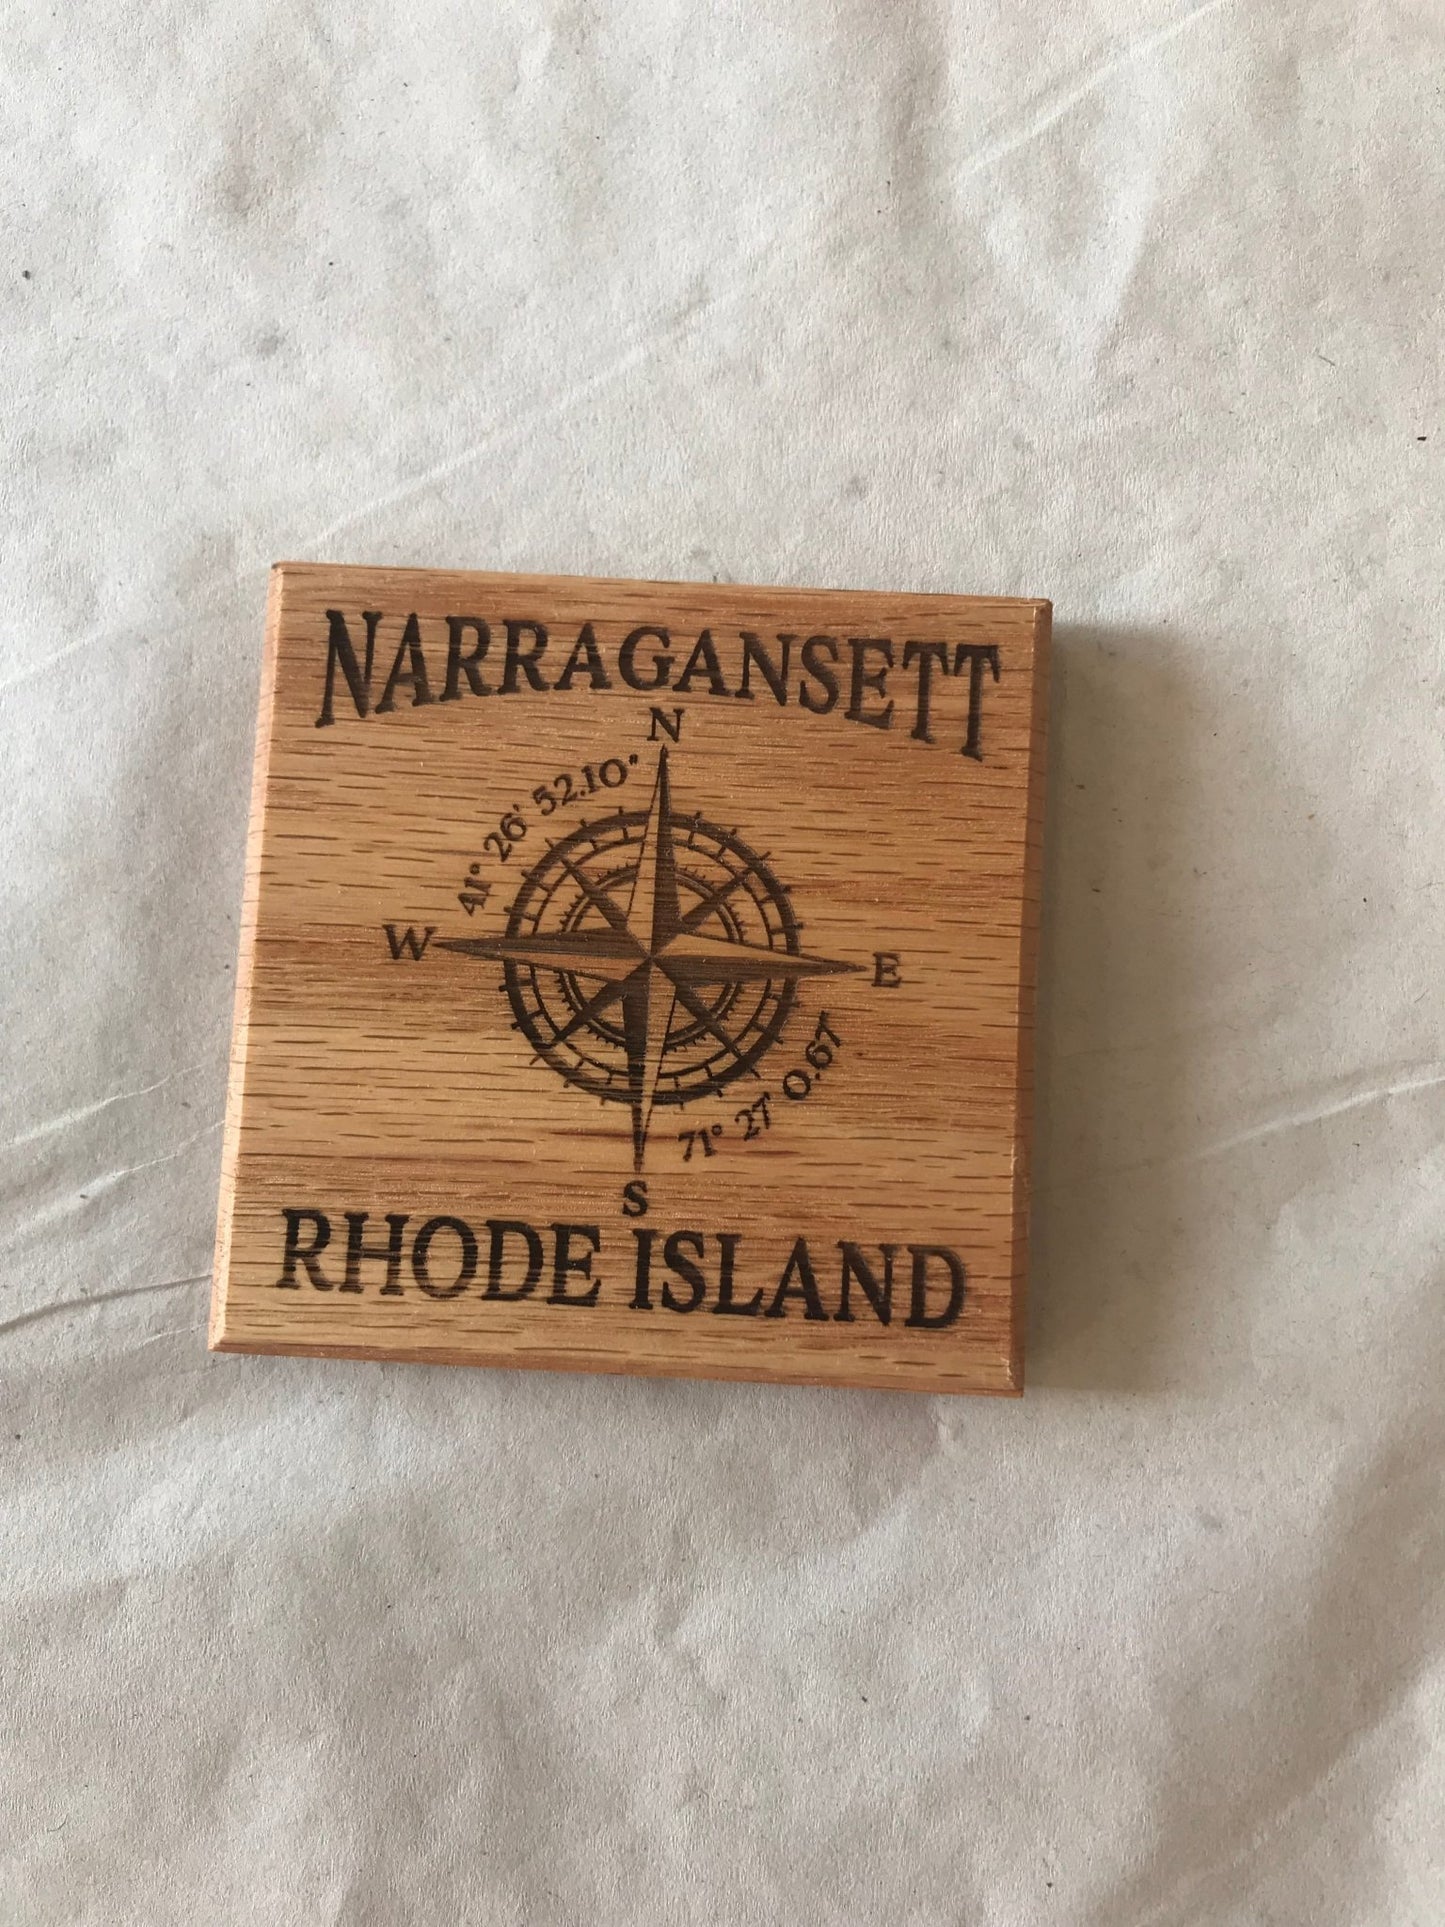 NARRAGANSETT
N
41° 26' 52.10"
W
E
71° 27' 0.67
S
RHODE ISLAND